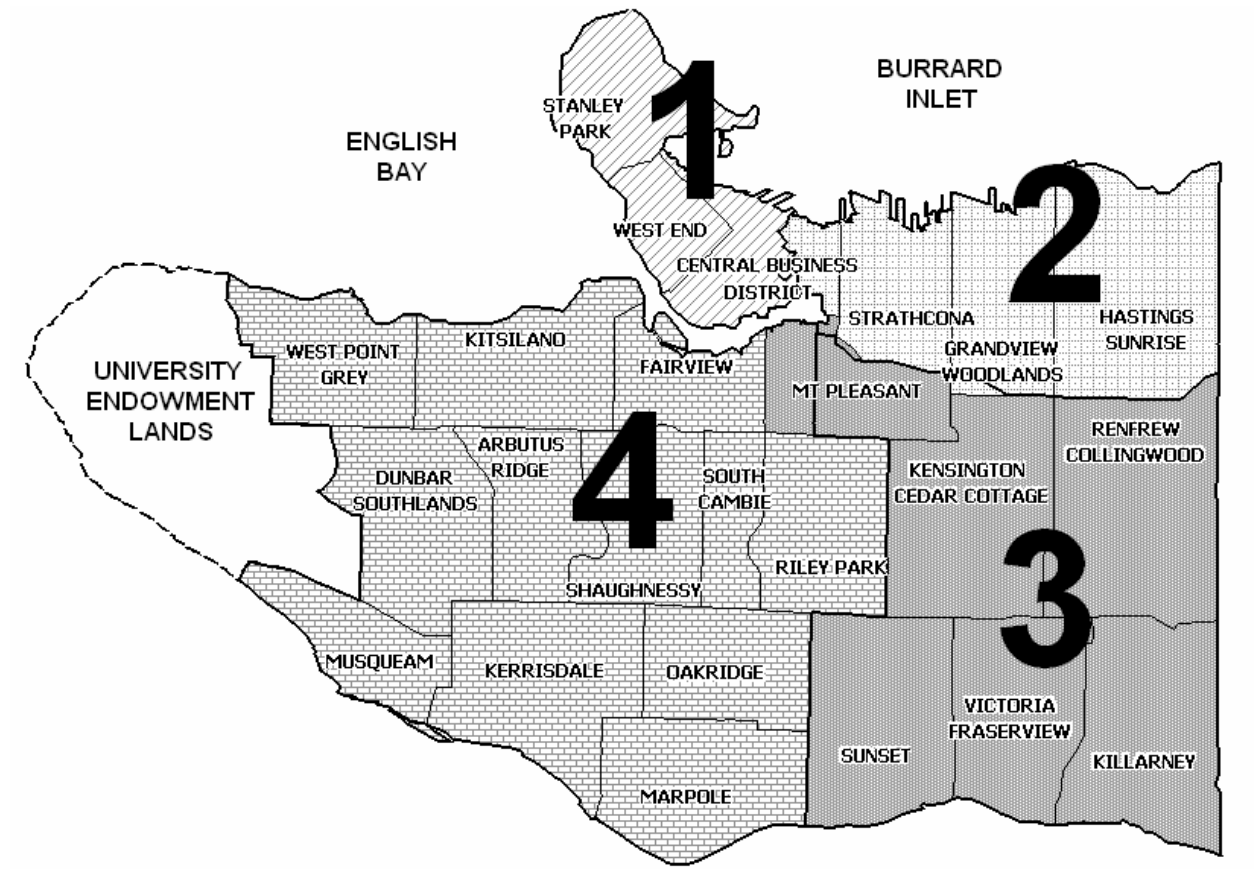 BURRARD
INLET
1
STANLEY
PARK
ENGLISH
BAY
2
WEST END
CENTRAL BUSINESS
DISTRICT
STRATHCONA
HASTINGS
SUNRISE
GRANDVIEW
WOODLANDS
WEST POINT
GREY
KITSILANO
FAIRVIEW
MT PLEASANT
UNIVERSITY
ENDOWMENT
LANDS
ARBUTUS
RIDGE
DUNBAR
SOUTHLANDS
4
SOUTH
CAMBIE
KENSINGTON
CEDAR COTTAGE
RENFREW
COLLINGWOOD
RILEY PARK
SHAUGHNESSY
3
MUSQUEAM
KERRISDALE
OAKRIDGE
VICTORIA
FRASERVIEW
SUNSET
KILLARNEY
MARPOLE